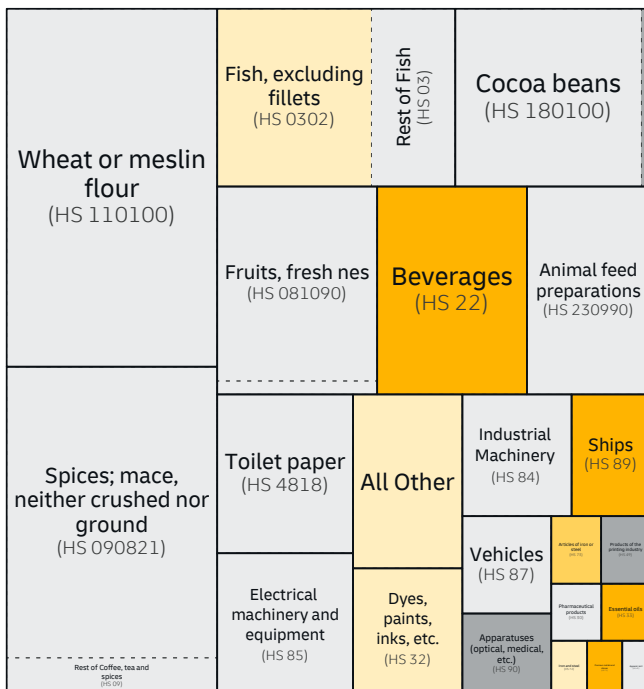 Wheat or meslin
flour
(HS 110100)
Fish, excluding
fillets
(HS 0302)
Rest of Fish
(HS 03)
Cocoa beans
(HS 180100)
Fruits, fresh nes
(HS 081090)
Beverages
(HS 22)
Animal feed
preparations
(HS 230990)
Spices; mace,
neither crushed nor
ground
(HS 090821)
Rest of Coffee, tea and
spices
(HS 09)
Toilet paper
(HS 4818)
Electrical
machinery and
equipment
(HS 85)
All Other
Dyes,
paints,
inks, etc.
(HS 32)
Industrial
Machinery
(HS 84)
Ships
(HS 89)
Vehicles
(HS 87)
Apparatuses
(optical, medical,
etc.)
(HS 90)
Articles of iron or
steel
Products of the
printing industry
Pharmaceutical
products
Essential oils